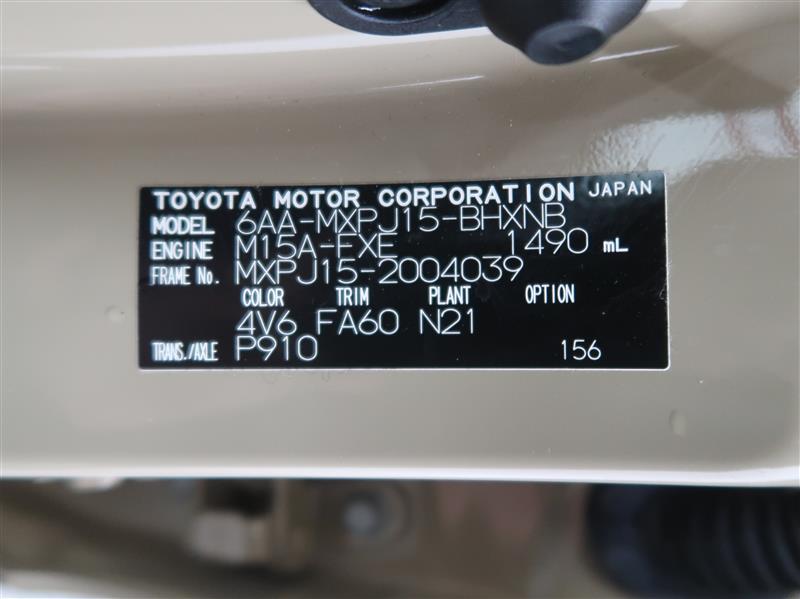 TOYOTA MOTOR CORPORATION JAPAN
MODEL 6AA-MXPJ15-BHXNB
ENGINE M15A-FXE 1490 mL
FRAME No. MXPJ15-2004039
COLOR TRIM PLANT OPTION
4V6 FA60 N21
TRANS./AXLE P910 156